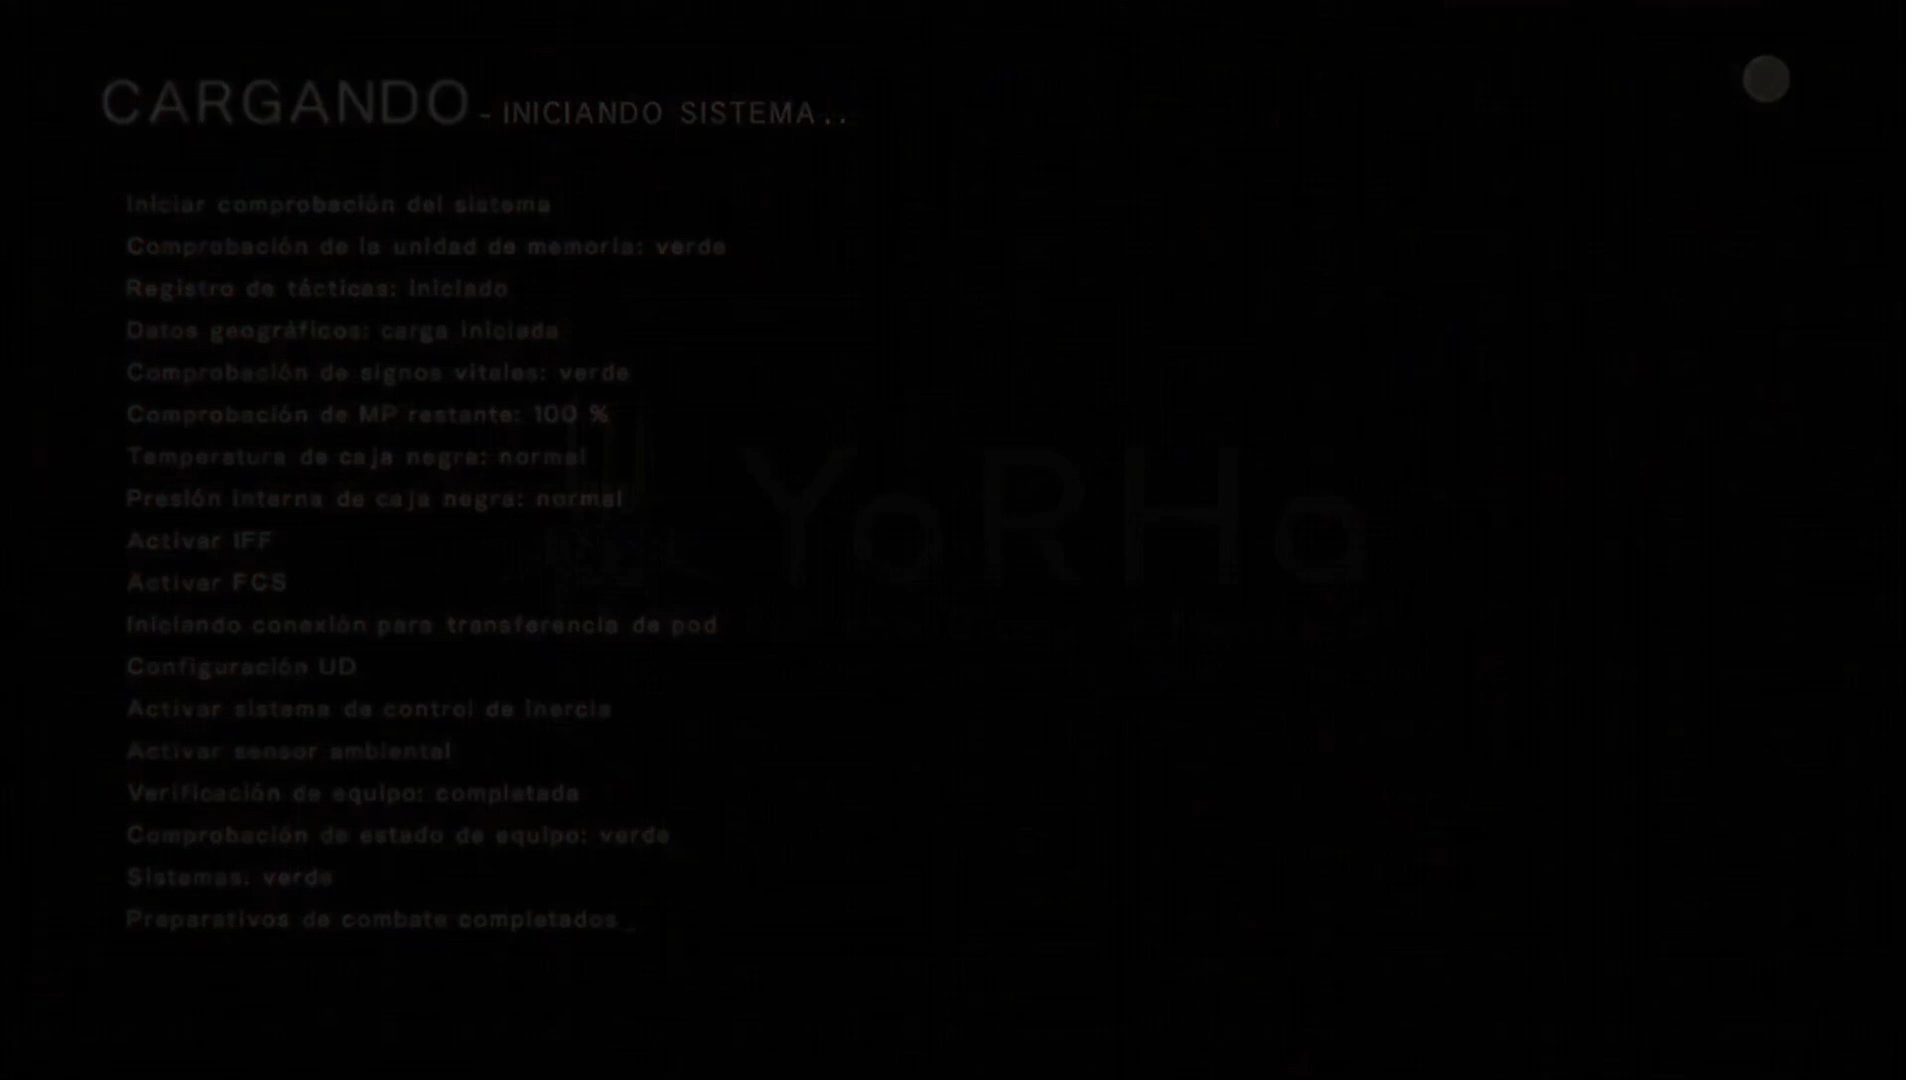 CARGANDO - INICIANDO SISTEMA..
Iniciar comprobación del sistema
Comprobación de la unidad de memoria: verde
Registro de tácticas: iniciado
Datos geográficos: carga iniciada
Comprobación de signos vitales: verde
Comprobación de MP restante: 100 %
Temperatura de caja negra: normal
Presión interna de caja negra: normal
Activar IFF
Activar FCS
Iniciando conexión para transferencia de pod
Configuración UD
Activar sistema de control de inercia
Activar sensor ambiental
Verificación de equipo: completada
Comprobación de estado de equipo: verde
Sistemas: verde
Preparativos de combate completados_
YoRHa